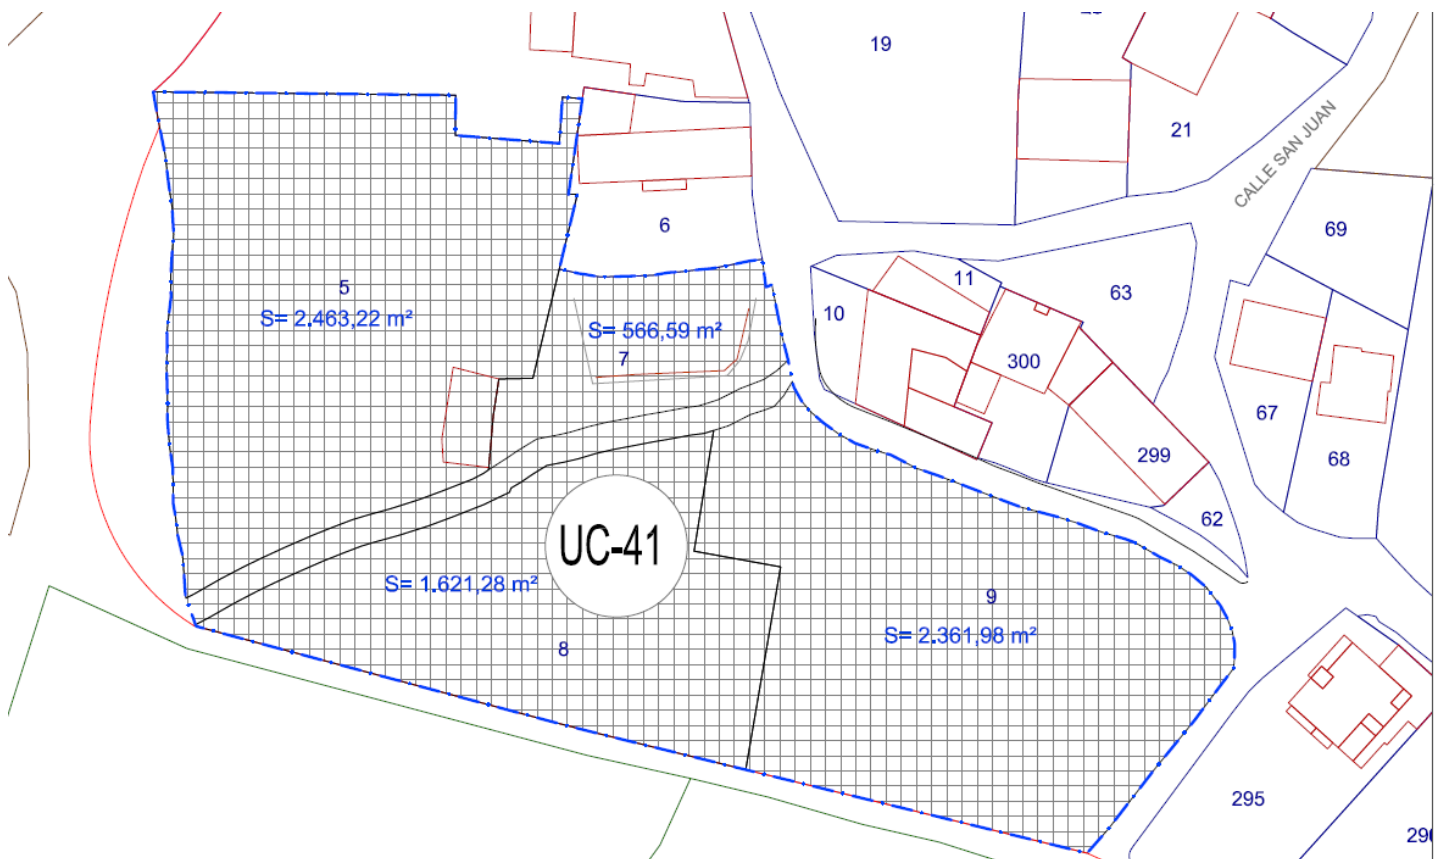 19
21
CALLE SAN JUAN
69
6
11
63
5
S= 2.463,22 m²
10
S= 566,59 m²
7
300
67
299
68
62
UC-41
S= 1.621,28 m²
9
S= 2.361,98 m²
8
295